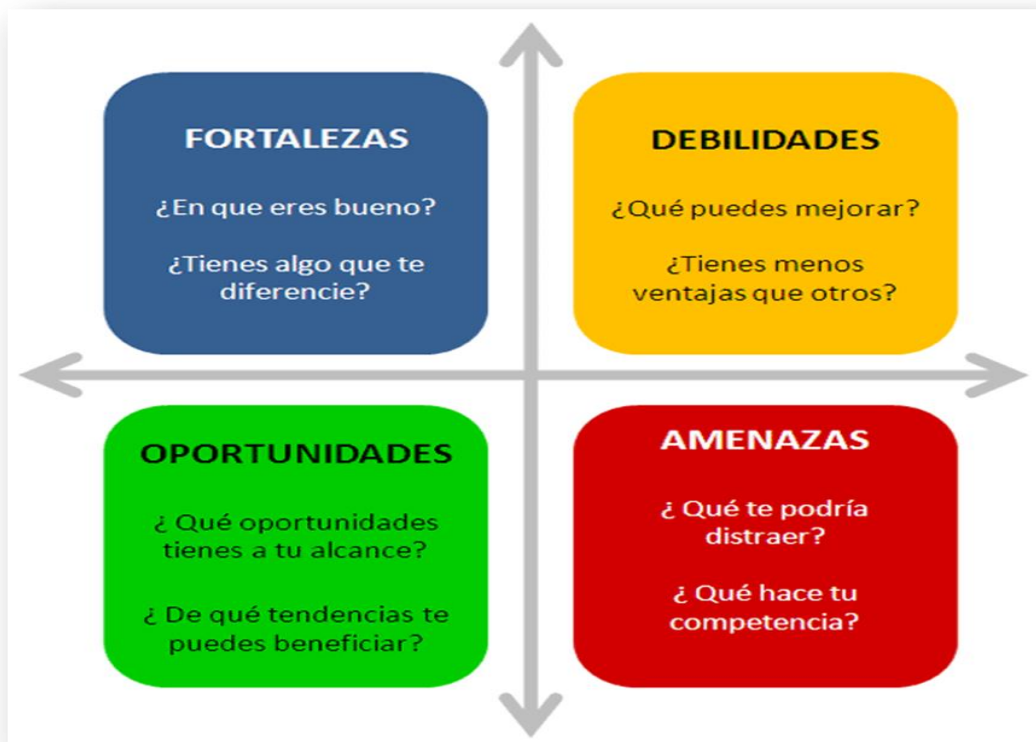 FORTALEZAS
¿En que eres bueno?
¿Tienes algo que te
diferencie?
DEBILIDADES
¿Qué puedes mejorar?
¿Tienes menos
ventajas que otros?
OPORTUNIDADES
¿ Qué oportunidades
tienes a tu alcance?
¿ De qué tendencias te
puedes beneficiar?
AMENAZAS
¿ Qué te podría
distraer?
¿ Qué hace tu
competencia?